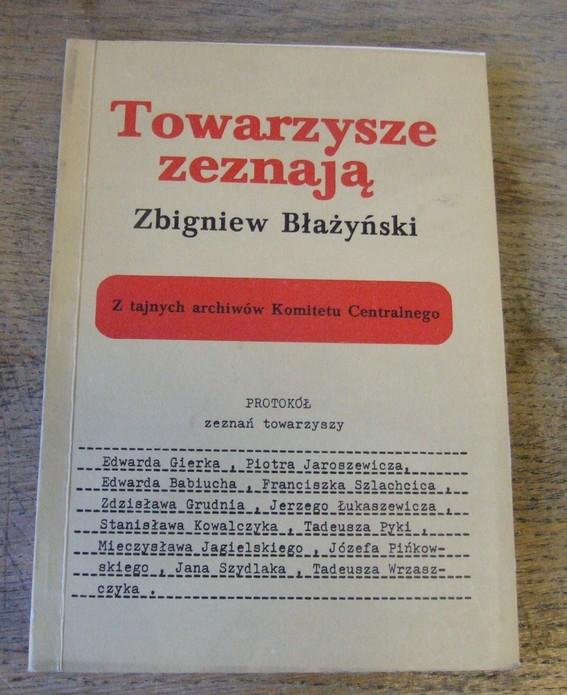 Towarzysze
zeznają
Zbigniew Błażyński
Z tajnych archiwów Komitetu Centralnego
PROTOKÓŁ
zeznań towarzyszy
Edwarda Gierka , Piotra Jaroszewicza,
Edwarda Babiucha , Franciszka Szlachcica ,
Zdzisława Grudnia , Jerzego Łukaszewicza ,
Stanisława Kowalczyka , Tadeusza Pyki ,
Mieczysława Jagielskiego , Józefa Pińkow-
skiego , Jana Szydlaka , Tadeusza Wrzasz-
czyka .